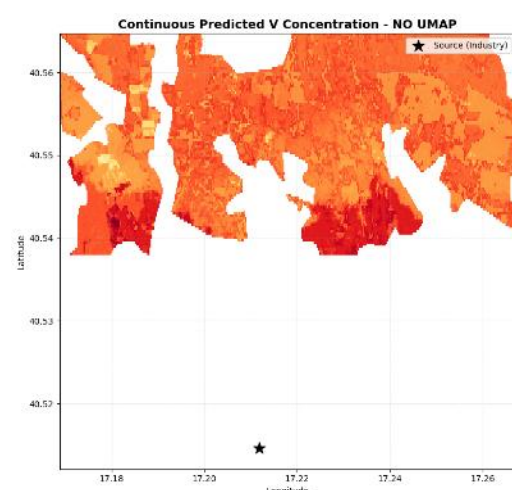 Continuous Predicted V Concentration - NO UMAP
Source (Industry)
40.56
40.55
40.54
40.53
40.52
Latitude
17.18
17.20
17.22
17.24
17.26
Longitude